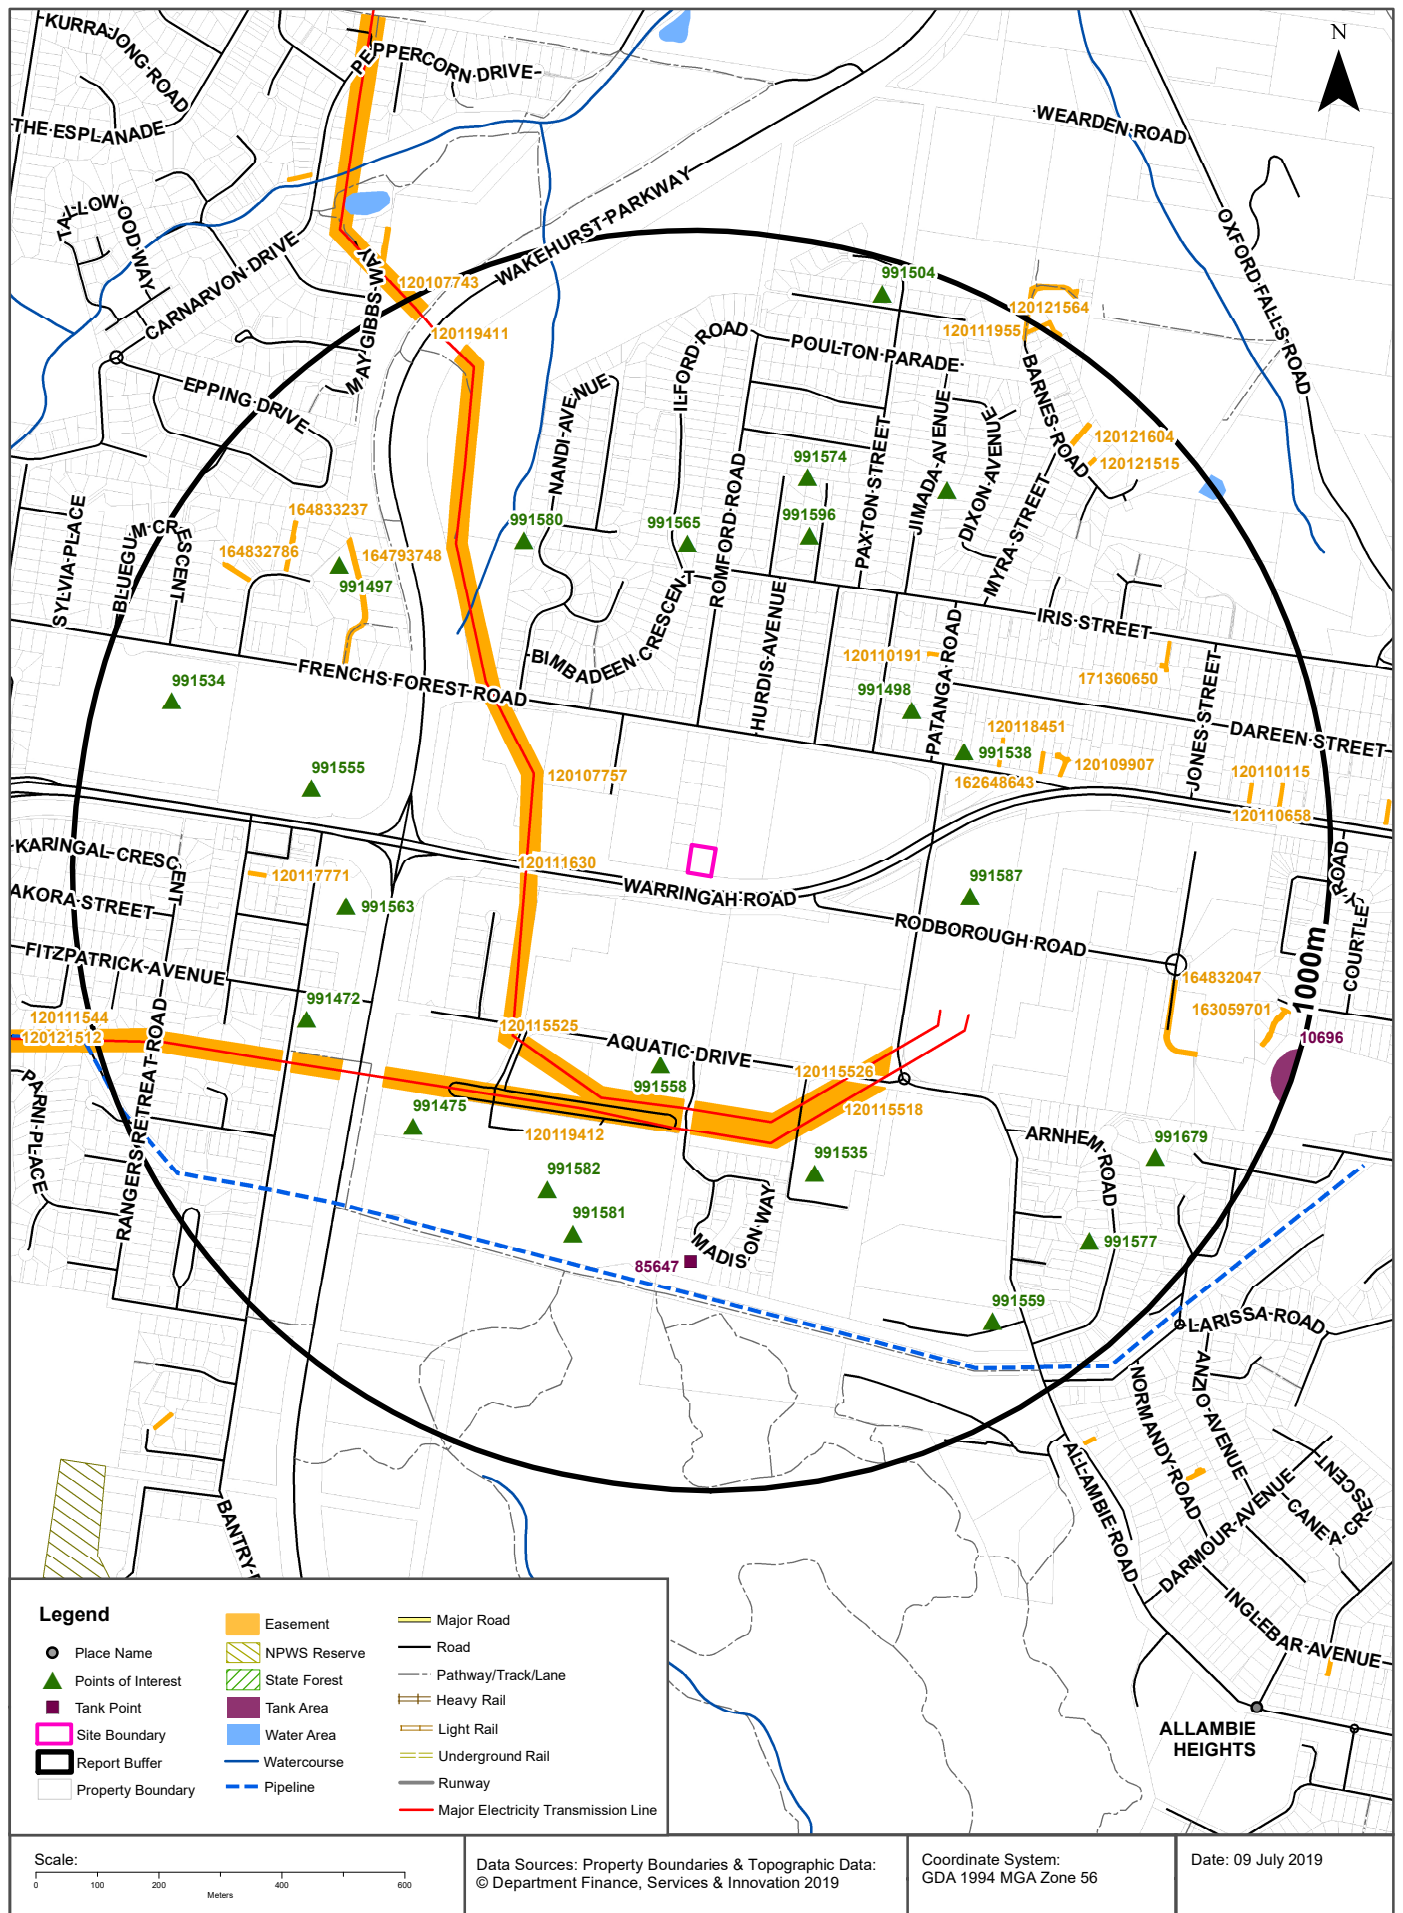 N
KURRAJONG ROAD
PEPPERCORN DRIVE
THE ESPLANADE
WEARDEN ROAD
TALLOWOOD WAY
CARNARVON DRIVE
MAY GIBBS WAY
WAKEHURST PARKWAY
OXFORD FALLS ROAD
120107743
991504
120121564
120119411
120111955
ILFORD ROAD
POULTON PARADE
BARNES ROAD
EPPING DRIVE
NANDI AVENUE
JIMADA AVENUE
DIXON AVENUE
120121604
991574
PAXTON STREET
120121515
ROMFORD ROAD
MYRA STREET
SYLVIA PLACE
BLUEGUM CRESCENT
164833237
991580
991565
991596
164832786
164793748
991497
HURDIS AVENUE
IRIS STREET
BIMBADEEN CRESCENT
120110191
PATANGA ROAD
171360650
JONES STREET
FRENCHS FOREST ROAD
991534
991498
120118451
DAREEN STREET
991538
120109907
991555
120107757
162648643
120110115
120110658
KARINGAL CRESCENT
120111630
120117771
WARRINGAH ROAD
991587
COURTLEY ROAD
AKORA STREET
991563
RODBOROUGH ROAD
FITZPATRICK AVENUE
1000m
164832047
991472
163059701
120111544
120115525
120121512
10696
RANGERS RETREAT ROAD
AQUATIC DRIVE
120115526
991558
PARNI PLACE
991475
120115518
120119412
ARNHEM ROAD
991679
991535
991582
991581
MADISON WAY
991577
85647
991559
LARISSA ROAD
ANZIO AVENUE
NORMANDY ROAD
ALLAMBIE ROAD
CANEA CRESCENT
DARMOUR AVENUE
BANTRY
INGLEBAR AVENUE
ALLAMBIE
HEIGHTS
Legend
Place Name
Points of Interest
Tank Point
Site Boundary
Report Buffer
Property Boundary
Easement
NPWS Reserve
State Forest
Tank Area
Water Area
Watercourse
Pipeline
Major Road
Road
Pathway/Track/Lane
Heavy Rail
Light Rail
Underground Rail
Runway
Major Electricity Transmission Line
Scale:
0 100 200 400 600
Meters
Data Sources: Property Boundaries & Topographic Data:
© Department Finance, Services & Innovation 2019
Coordinate System:
GDA 1994 MGA Zone 56
Date: 09 July 2019